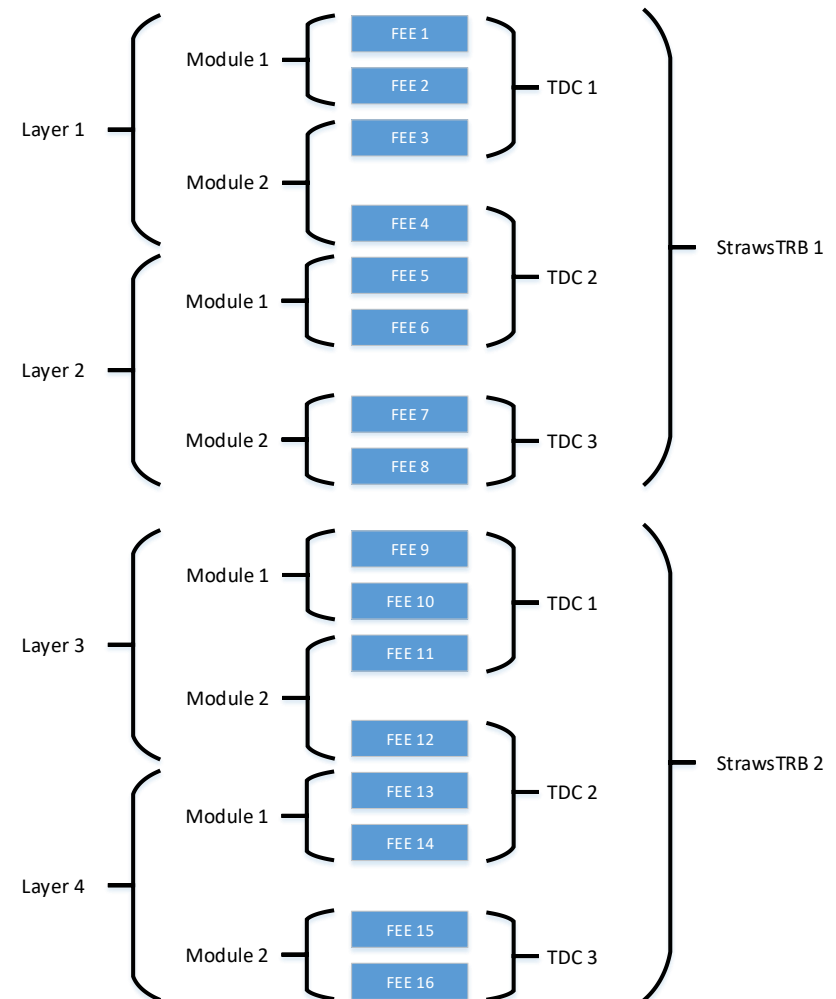 FEE 1
Module 1
FEE 2
TDC 1
Layer 1
FEE 3
Module 2
FEE 4
StrawsTRB 1
FEE 5
TDC 2
Module 1
FEE 6
Layer 2
FEE 7
Module 2
TDC 3
FEE 8
FEE 9
Module 1
FEE 10
TDC 1
Layer 3
FEE 11
Module 2
FEE 12
StrawsTRB 2
FEE 13
TDC 2
Module 1
FEE 14
Layer 4
FEE 15
Module 2
TDC 3
FEE 16